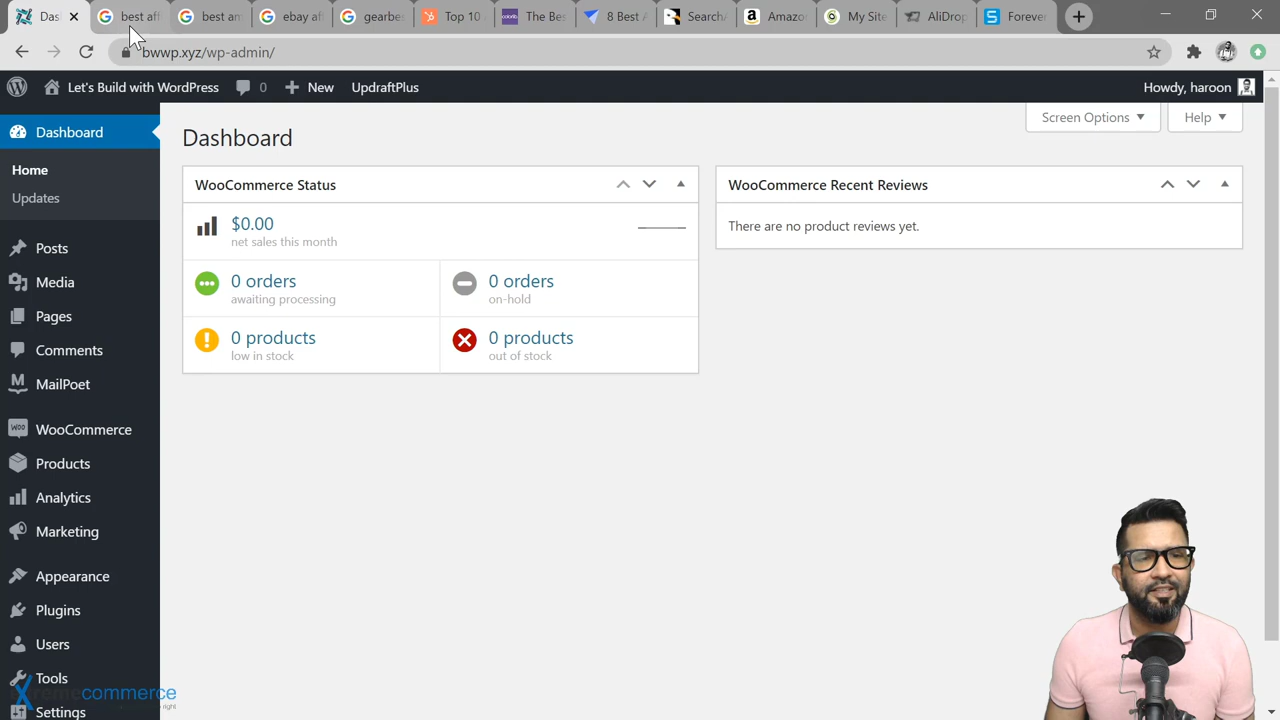 Das
best aff
best am
ebay aff
gearbes
Top 10
The Bes
8 Best A
Search
Amazo
My Site
AliDrop
Forever
bwwp.xyz/wp-admin/
Let's Build with WordPress
0
New
UpdraftPlus
Howdy, haroon
Dashboard
Home
Updates
Posts
Media
Pages
Comments
MailPoet
WooCommerce
Products
Analytics
Marketing
Appearance
Plugins
Users
Tools
Settings
Screen Options
Help
Dashboard
WooCommerce Status
$0.00
net sales this month
0 orders
awaiting processing
0 orders
on-hold
0 products
low in stock
0 products
out of stock
WooCommerce Recent Reviews
There are no product reviews yet.